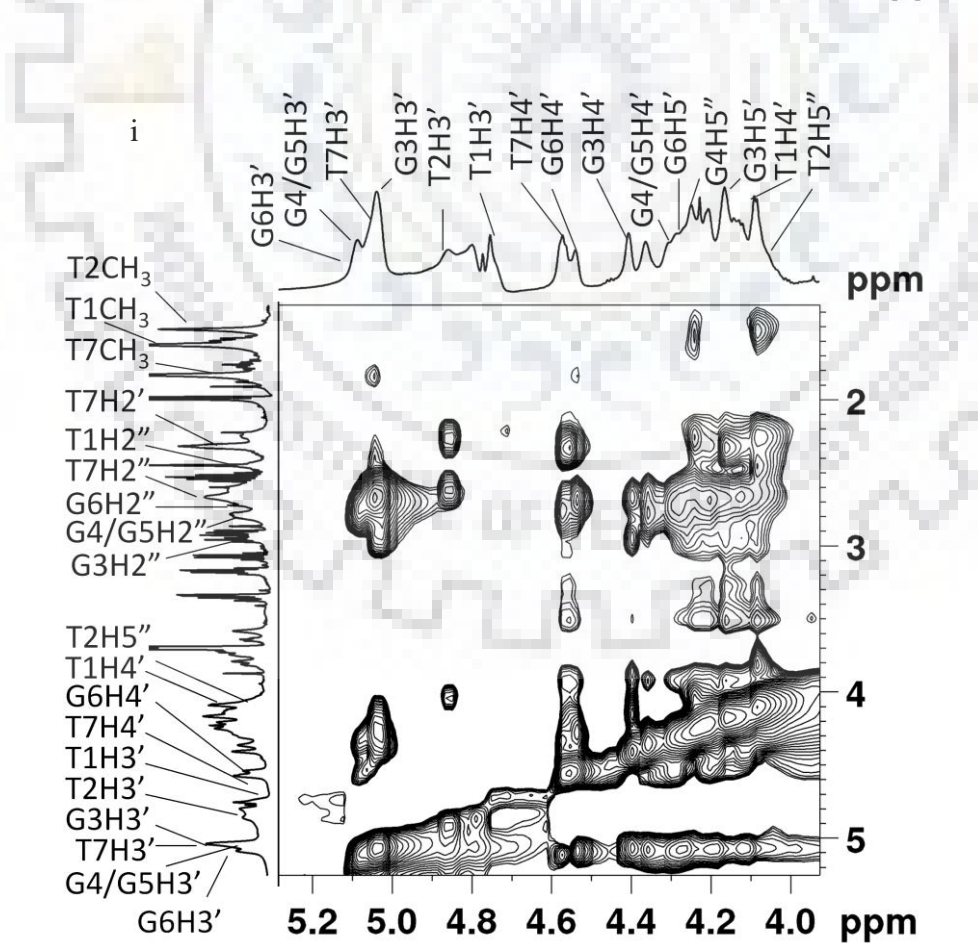 i
G6H3’
G4/G5H3’
T7H3’
G3H3’
T2H3’
T1H3’
T7H4’
G6H4’
G3H4’
G4/G5H4’
G6H5’
G4H5”
G3H5’
T1H4’
T2H5”
ppm
T2CH3
T1CH3
T7CH3
T7H2’
T1H2”
T7H2”
G6H2”
G4/G5H2”
G3H2”
T2H5”
T1H4’
G6H4’
T7H4’
T1H3’
T2H3’
G3H3’
T7H3’
G4/G5H3’
G6H3’
2
3
4
5
5.2 5.0 4.8 4.6 4.4 4.2 4.0 ppm